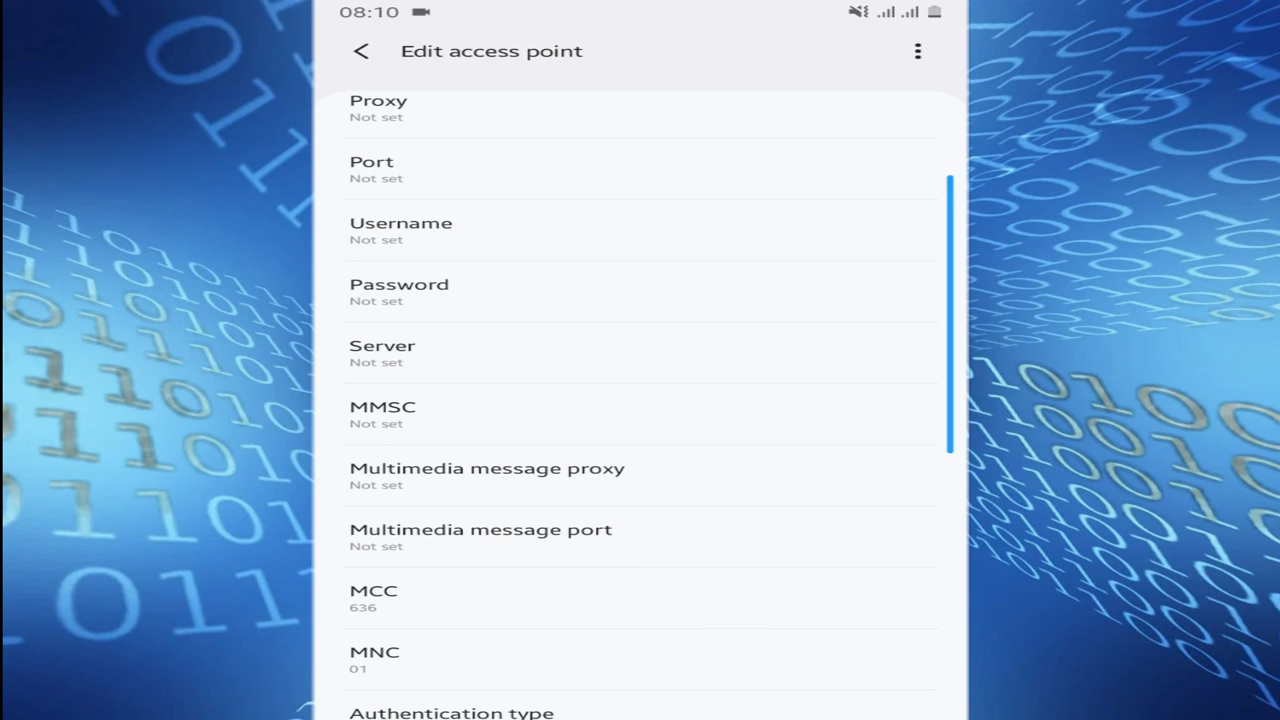 08:10
Edit access point
Proxy
Not set
Port
Not set
Username
Not set
Password
Not set
Server
Not set
MMSC
Not set
Multimedia message proxy
Not set
Multimedia message port
Not set
MCC
636
MNC
01
Authentication type